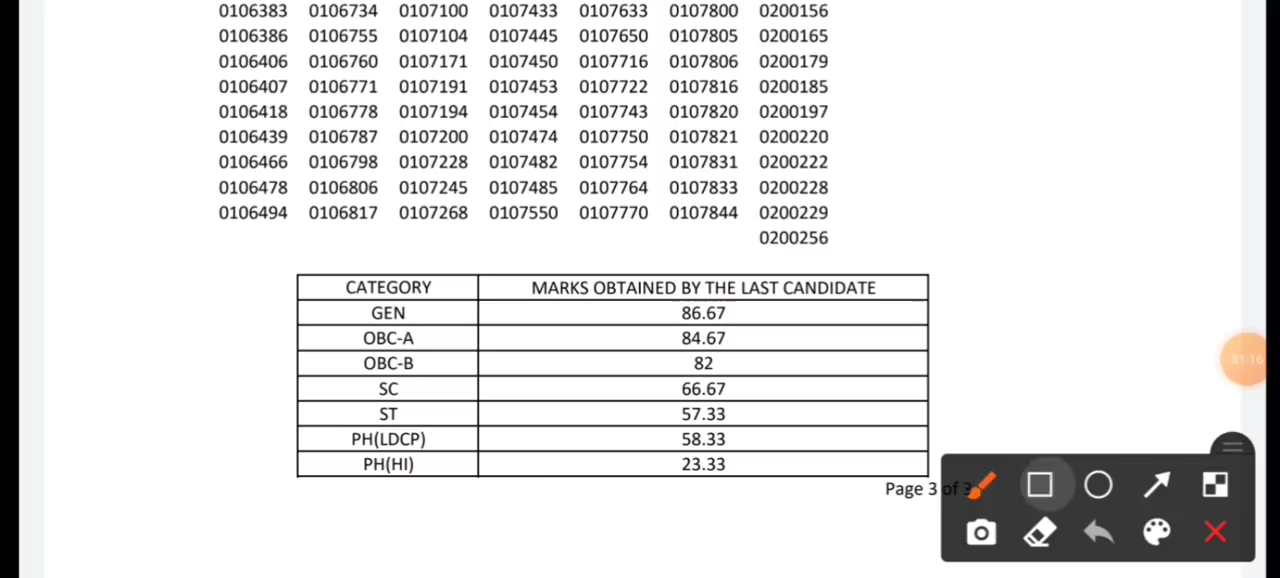 0106383 0106734 0107100 0107433 0107633 0107800 0200156
0106386 0106755 0107104 0107445 0107650 0107805 0200165
0106406 0106760 0107171 0107450 0107716 0107806 0200179
0106407 0106771 0107191 0107453 0107722 0107816 0200185
0106418 0106778 0107194 0107454 0107743 0107820 0200197
0106439 0106787 0107200 0107474 0107750 0107821 0200220
0106466 0106798 0107228 0107482 0107754 0107831 0200222
0106478 0106806 0107245 0107485 0107764 0107833 0200228
0106494 0106817 0107268 0107550 0107770 0107844 0200229
0200256
CATEGORY MARKS OBTAINED BY THE LAST CANDIDATE
GEN 86.67
OBC-A 84.67
OBC-B 82
SC 66.67
ST 57.33
PH(LDCP) 58.33
PH(HI) 23.33
01:16
Page 3 of 3